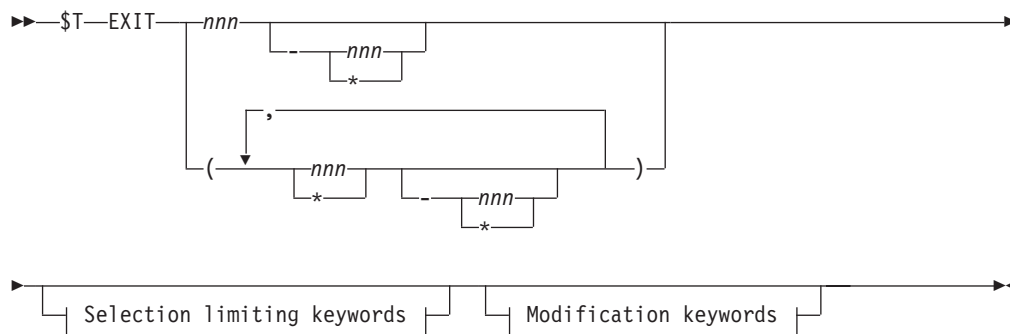 $T EXIT nnn
- nnn
*
,
( nnn )
* - nnn
*
Selection limiting keywords Modification keywords